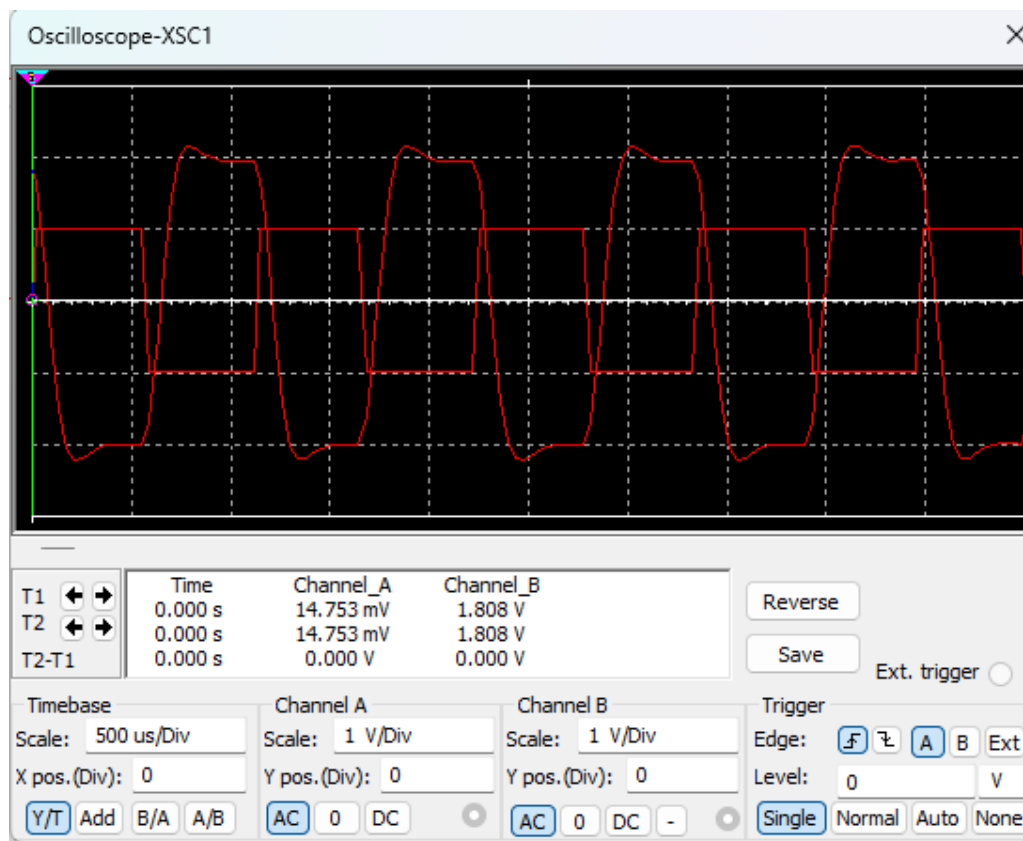 Oscilloscope-XSC1
Time Channel_A Channel_B
T1 0.000 s 14.753 mV 1.808 V
T2 0.000 s 14.753 mV 1.808 V
T2-T1 0.000 s 0.000 V 0.000 V
Reverse
Save
Ext. trigger
Timebase
Scale: 500 us/Div
X pos.(Div): 0
Y/T Add B/A A/B
Channel A
Scale: 1 V/Div
Y pos.(Div): 0
AC 0 DC
Channel B
Scale: 1 V/Div
Y pos.(Div): 0
AC 0 DC -
Trigger
Edge: A B Ext
Level: 0 V
Single Normal Auto None